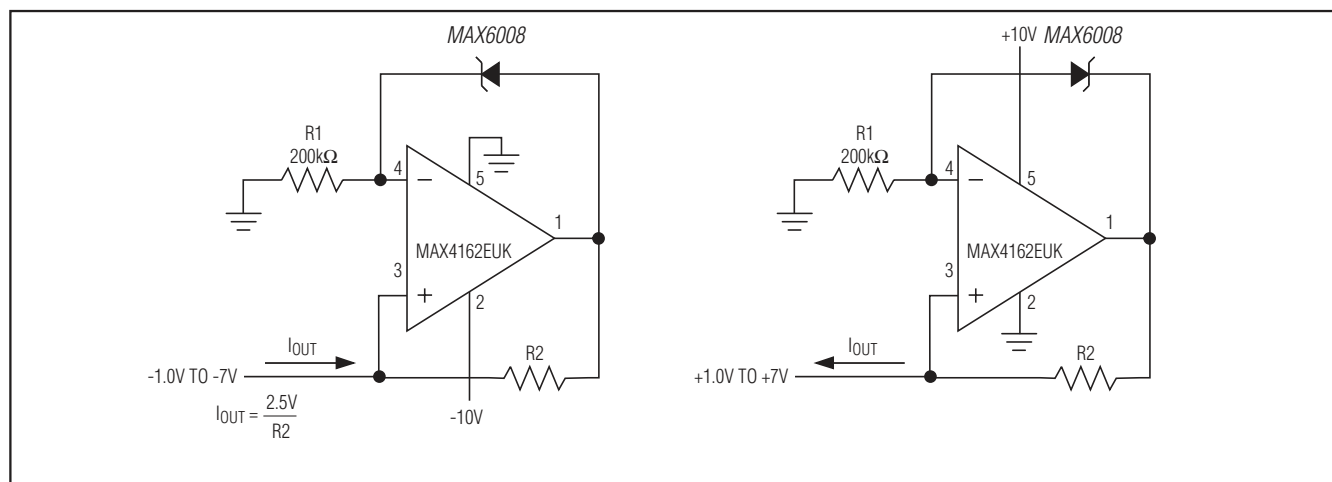 MAX6008
R1
200kΩ
4
−
5
1
MAX4162EUK
3
+
2
I_OUT
R2
-1.0V TO -7V
-10V
I_OUT = 2.5V
R2
+10V
MAX6008
R1
200kΩ
4
−
5
1
MAX4162EUK
3
+
2
I_OUT
R2
+1.0V TO +7V